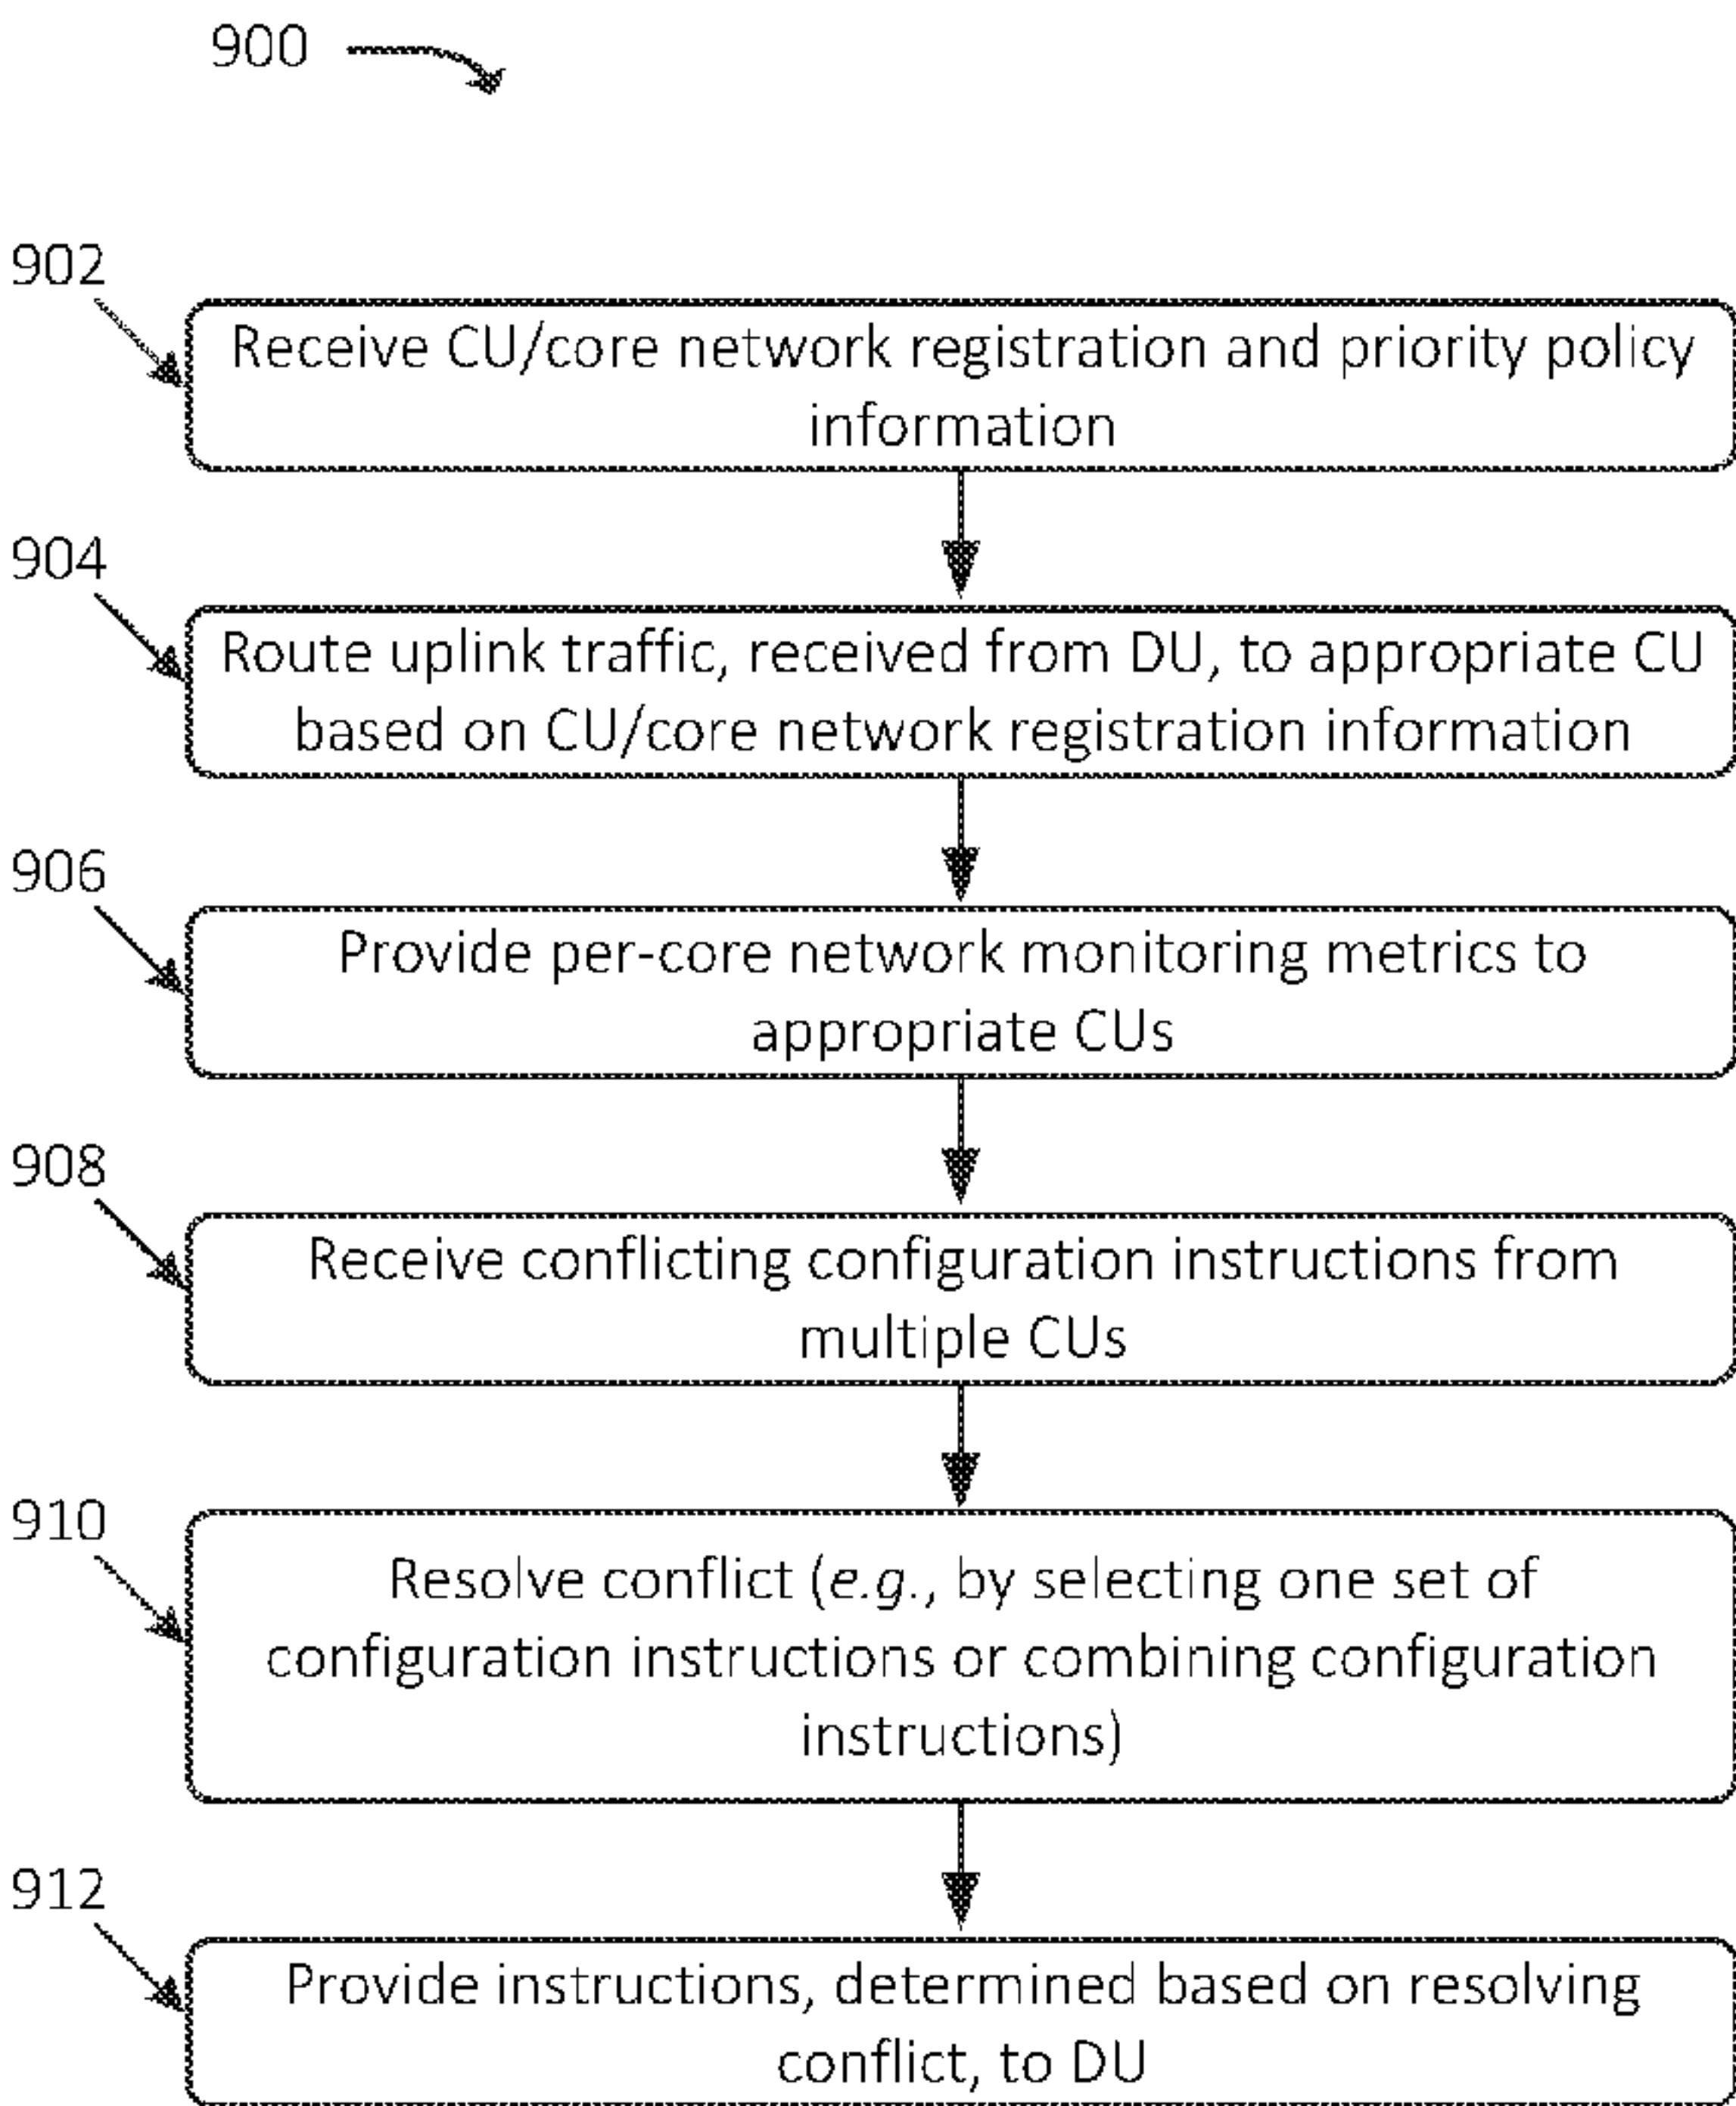 900
902
Receive CU/core network registration and priority policy
information
904
Route uplink traffic, received from DU, to appropriate CU
based on CU/core network registration information
906
Provide per-core network monitoring metrics to
appropriate CUs
908
Receive conflicting configuration instructions from
multiple CUs
910
Resolve conflict (e.g., by selecting one set of
configuration instructions or combining configuration
instructions)
912
Provide instructions, determined based on resolving
conflict, to DU